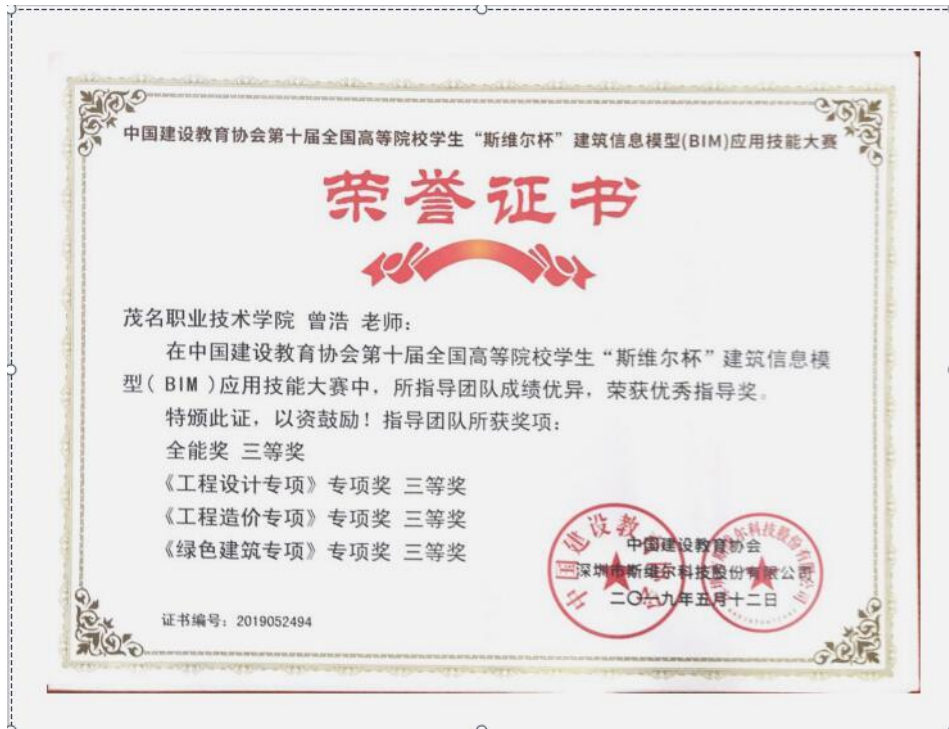 中国建设教育协会第十届全国高等院校学生“斯维尔杯”建筑信息模型(BIM)应用技能大赛
荣誉证书
茂名职业技术学院 曾浩 老师:
在中国建设教育协会第十届全国高等院校学生“斯维尔杯”建筑信息模
型( BIM )应用技能大赛中, 所指导团队成绩优异, 荣获优秀指导奖。
特颁此证, 以资鼓励! 指导团队所获奖项:
全能奖 三等奖
《工程设计专项》专项奖 三等奖
《工程造价专项》专项奖 三等奖
《绿色建筑专项》专项奖 三等奖
中国建设教育协会
深圳市斯维尔科技股份有限公司
二〇一九年五月十二日
证书编号: 2019052494